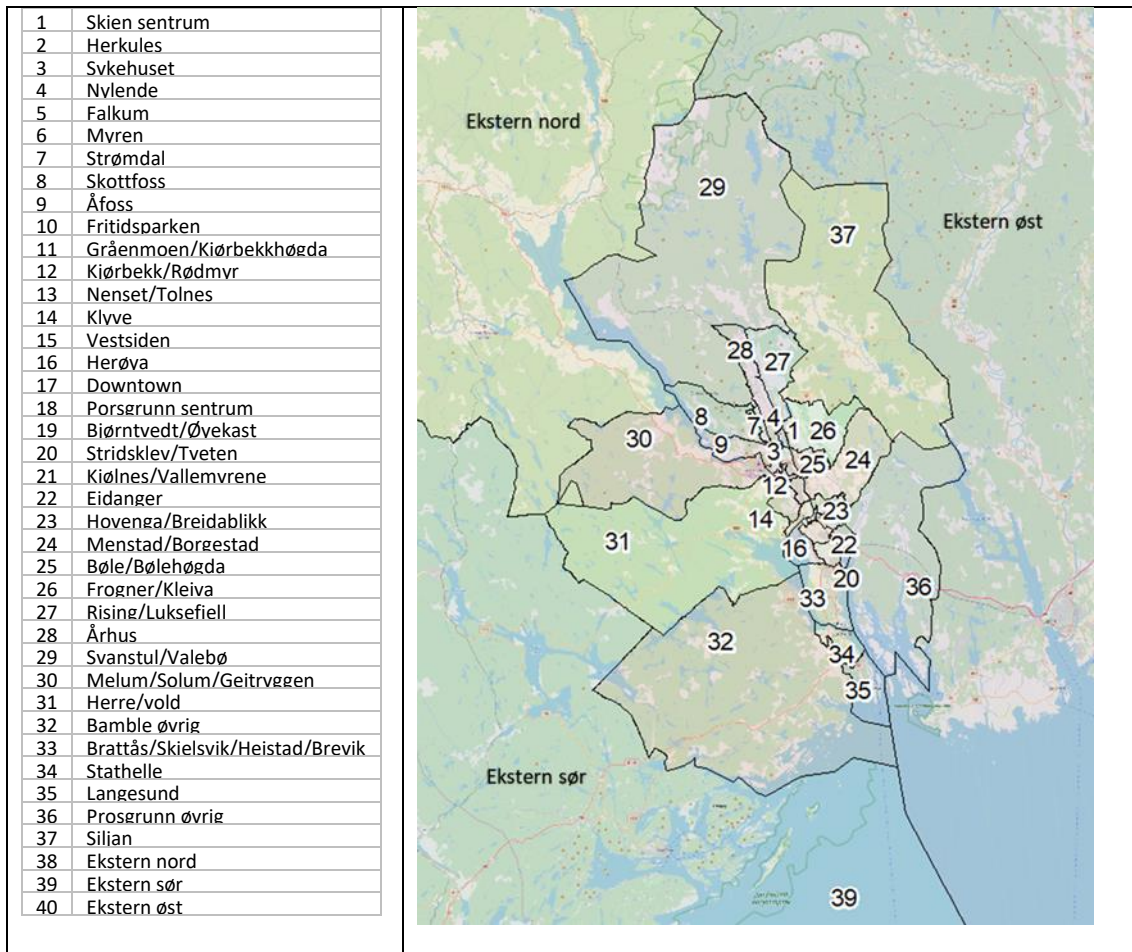 1 Skien sentrum
2 Herkules
3 Sykehuset
4 Nylende
5 Falkum
6 Myren
7 Strømdal
8 Skottfoss
9 Åfoss
10 Fritidsparken
11 Gråenmoen/Kjørbekkhøgda
12 Kjørbekk/Rødmyr
13 Nenset/Tolnes
14 Klyve
15 Vestsiden
16 Herøya
17 Downtown
18 Porsgrunn sentrum
19 Bjørntvedt/Øvekast
20 Stridsklev/Tveten
21 Kjølnes/Vallemyrene
22 Eidanger
23 Hovenga/Breidablikk
24 Menstad/Borgestad
25 Bøle/Bølehøgda
26 Frogner/Kleiva
27 Rising/Luksefjell
28 Århus
29 Svanstul/Valebø
30 Melum/Solum/Geitryggen
31 Herre/vold
32 Bamble øvrig
33 Brattås/Skjelsvik/Heistad/Brevik
34 Stathelle
35 Langesund
36 Prosgrunn øvrig
37 Siljan
38 Ekstern nord
39 Ekstern sør
40 Ekstern øst
Ekstern nord
29
Ekstern øst
37
28
27
8
7
4
1
26
30
9
3
25
24
12
14
23
31
16
22
20
36
33
32
34
35
Ekstern sør
39